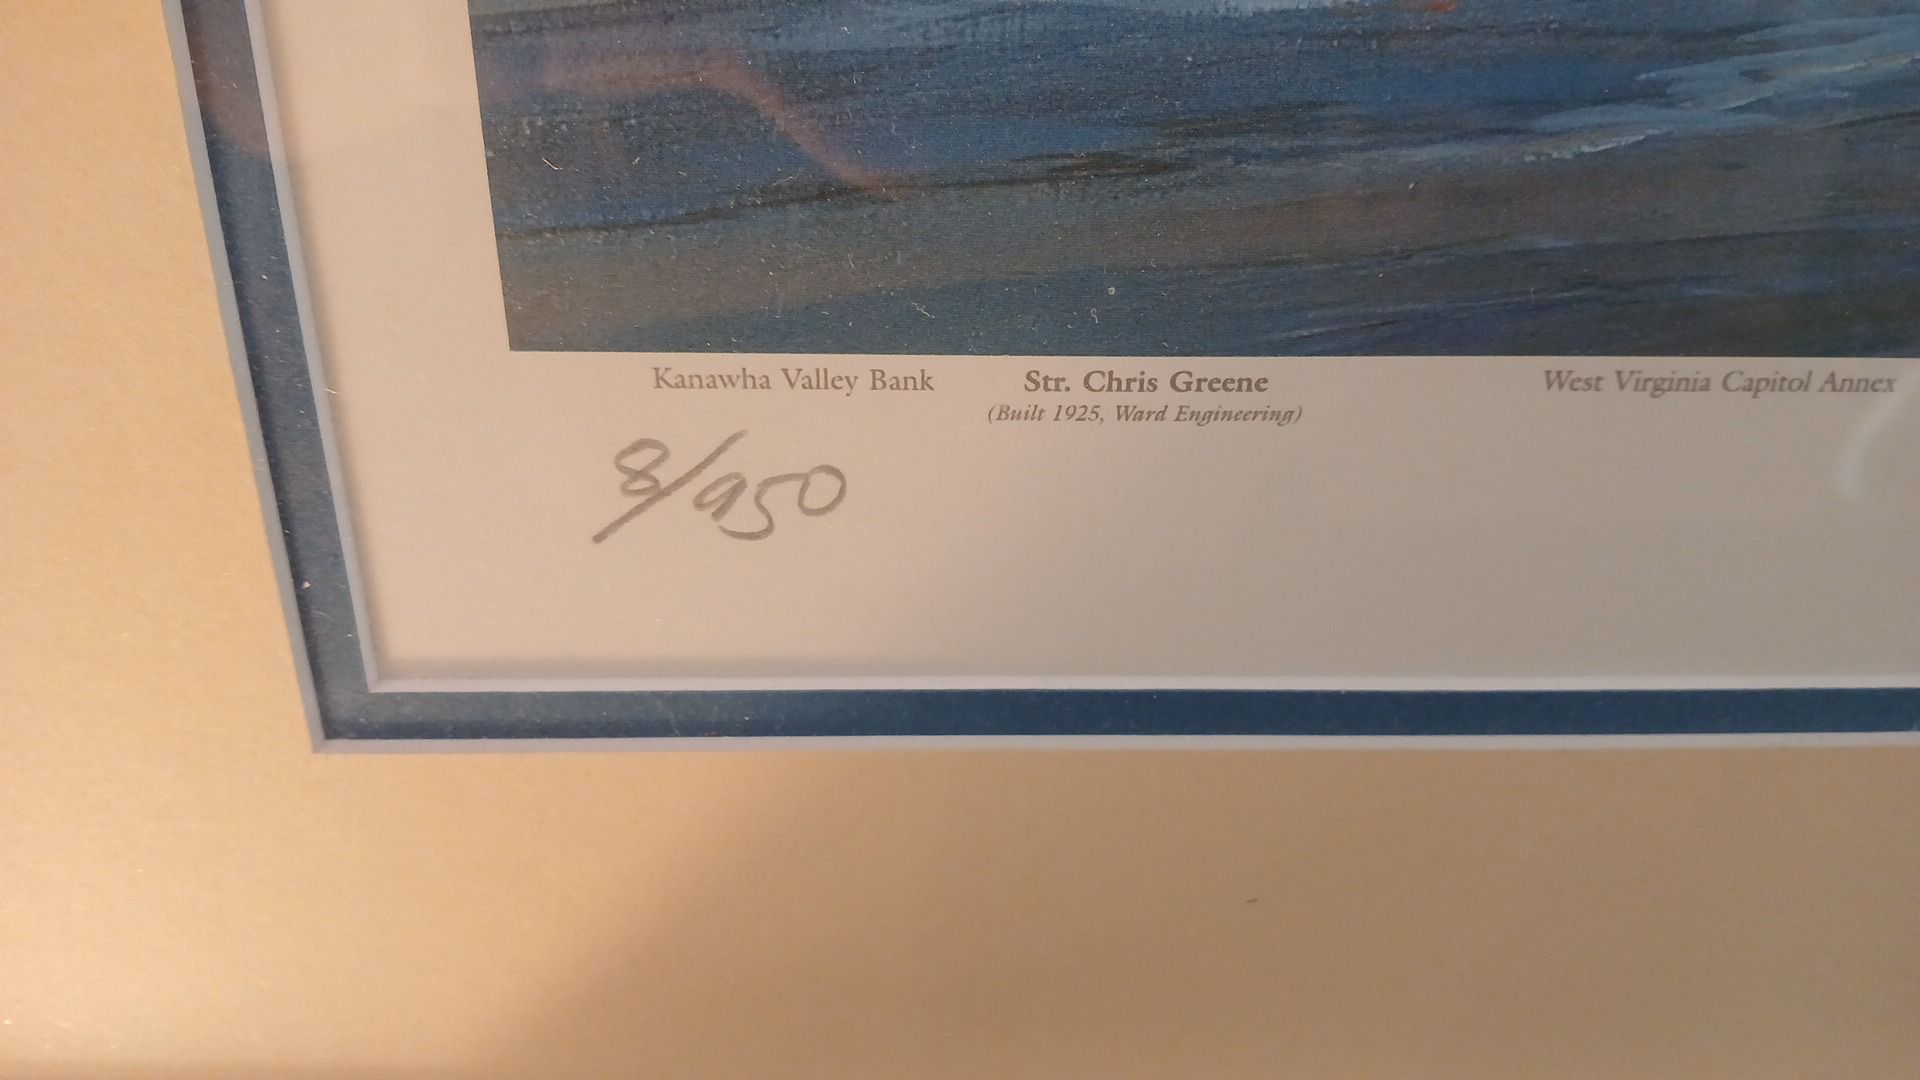 Kanawha Valley Bank Str. Chris Greene West Virginia Capitol Annex
(Built 1925, Ward Engineering)
8/950